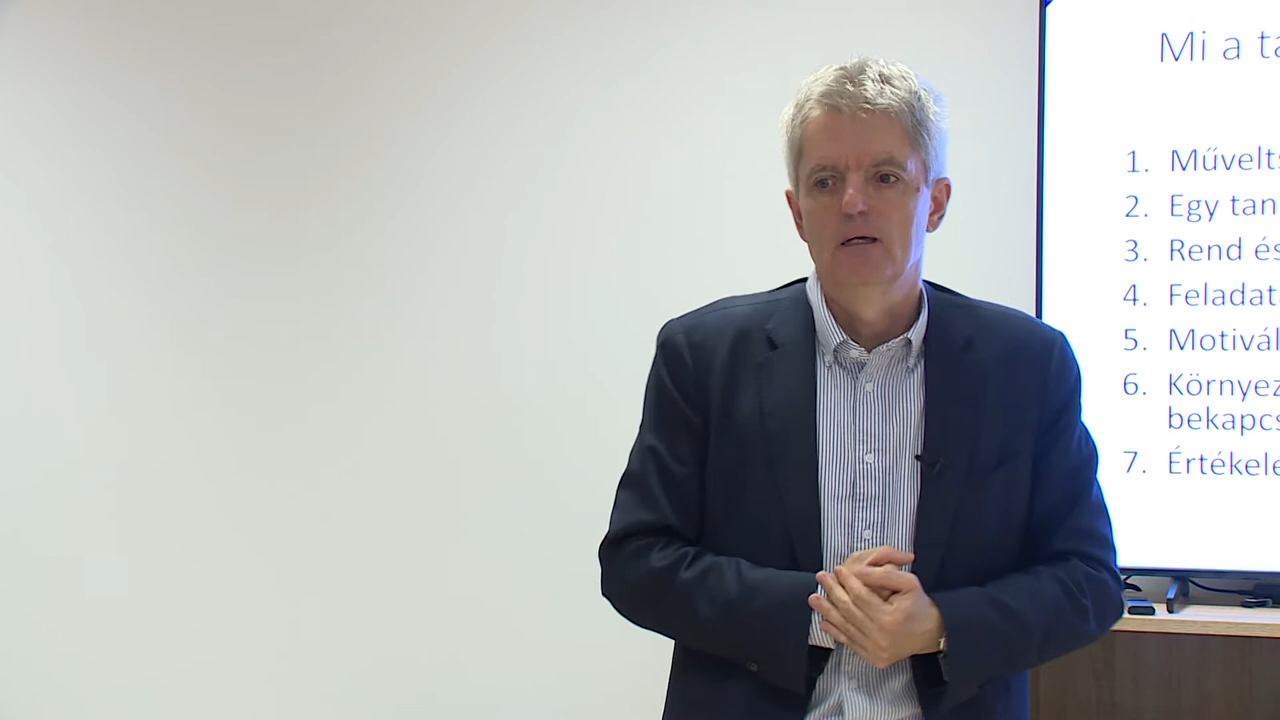 Mi a ta
1. Művelts
2. Egy tan
3. Rend és
4. Feladat
5. Motivál
6. Környez
bekapcs
7. Értékele